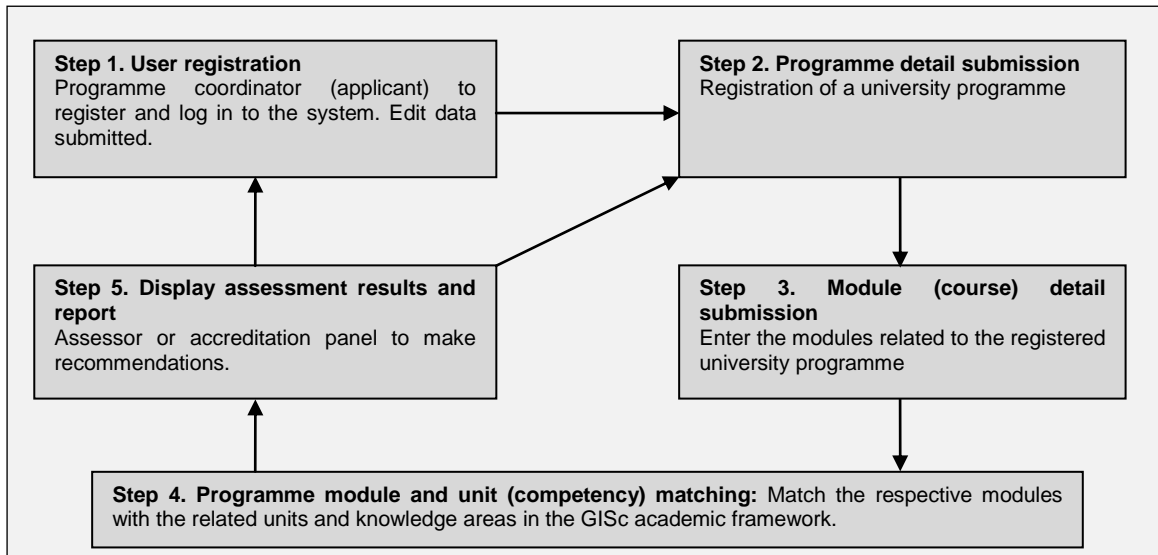 Step 1. User registration
Programme coordinator (applicant) to
register and log in to the system. Edit data
submitted.
Step 2. Programme detail submission
Registration of a university programme
Step 3. Module (course) detail
submission
Enter the modules related to the registered
university programme
Step 4. Programme module and unit (competency) matching: Match the respective modules
with the related units and knowledge areas in the GISc academic framework.
Step 5. Display assessment results and
report
Assessor or accreditation panel to make
recommendations.